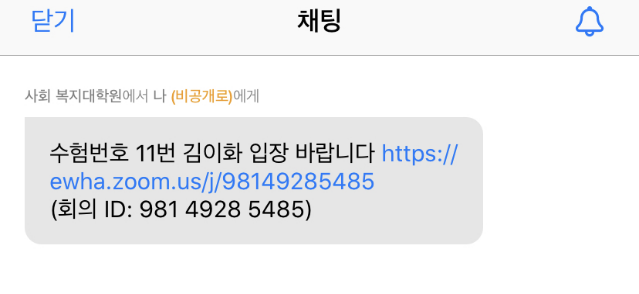 닫기 채팅
사회 복지대학원에서 나 (비공개로)에게
수험번호 11번 김이화 입장 바랍니다 https://
ewha.zoom.us/j/98149285485
(회의 ID: 981 4928 5485)